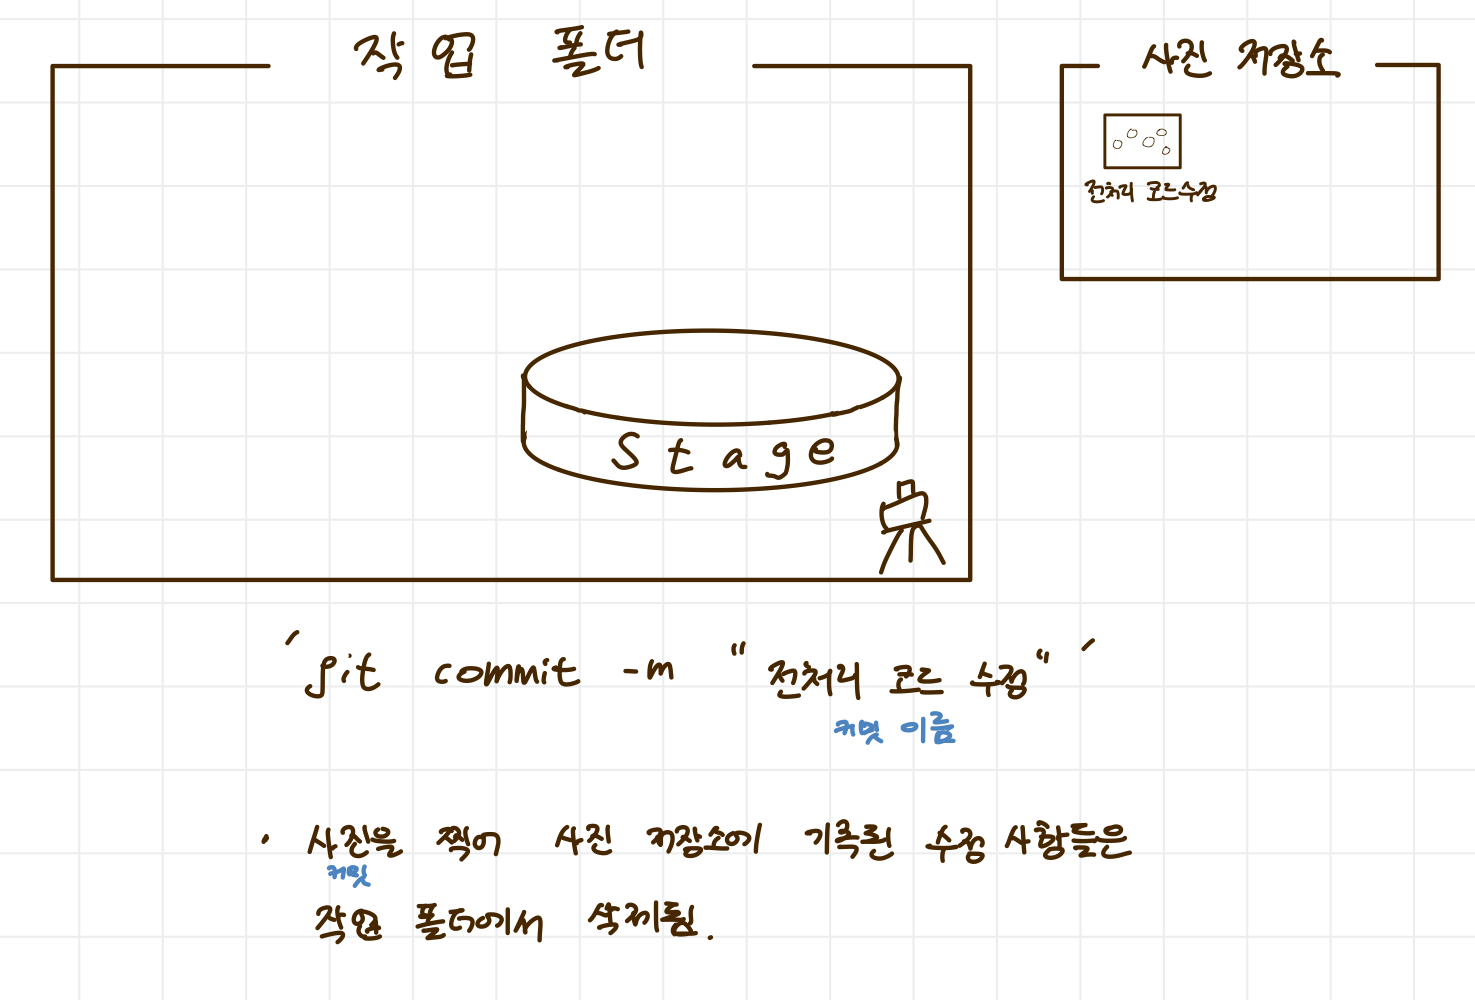 작업 폴더
사진 저장소
전처리 코드수정
Stage
'git commit -m "전처리 코드 수정"'
커밋 이름
· 사진을 찍어 사진 저장소에 기록된 수정 사항들은
커밋
작업 폴더에서 삭제됨.